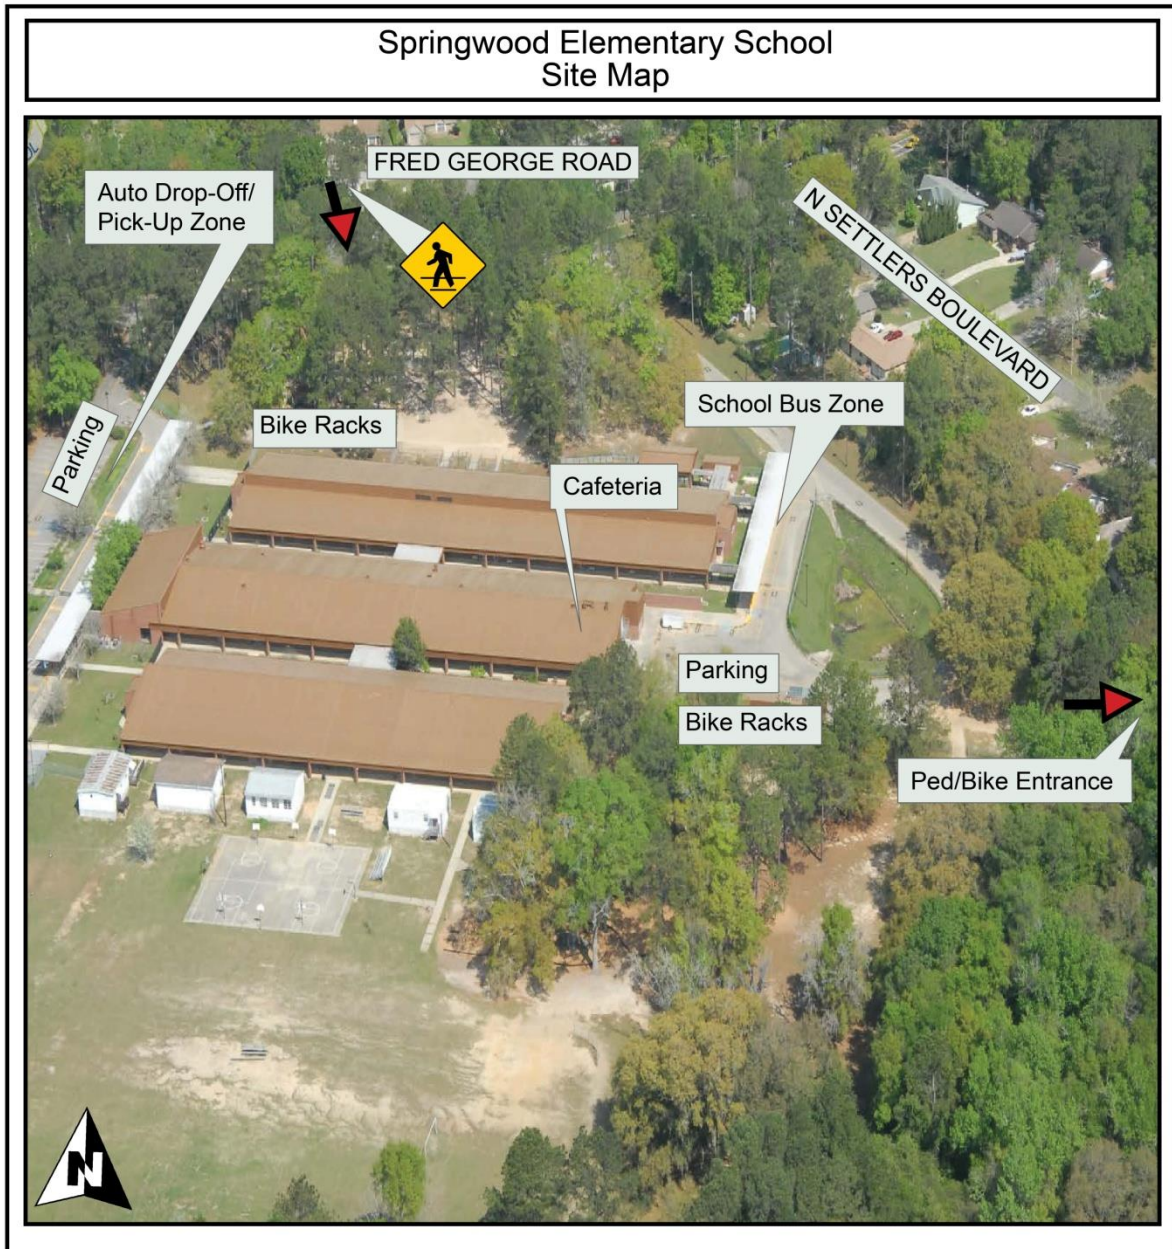 Springwood Elementary School
Site Map
FRED GEORGE ROAD
Auto Drop-Off/
Pick-Up Zone
N SETTLERS BOULEVARD
School Bus Zone
Parking
Bike Racks
Cafeteria
Parking
Bike Racks
Ped/Bike Entrance
N